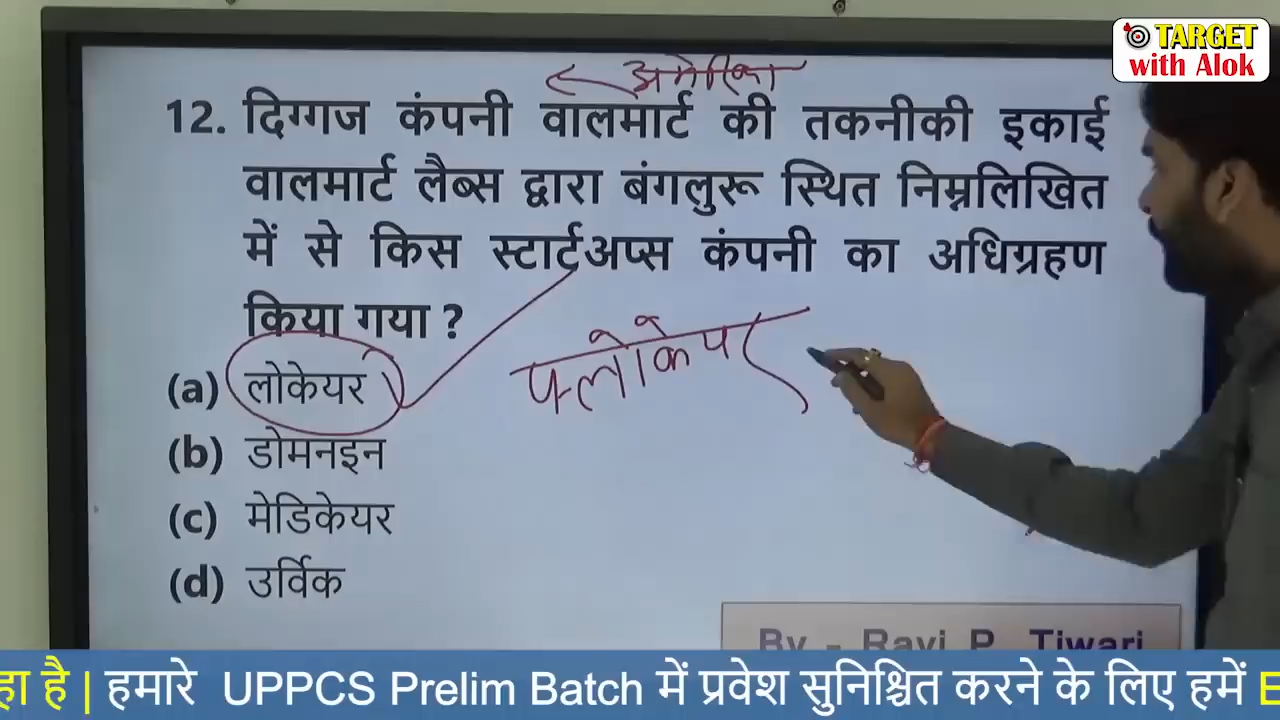 TARGET
with Alok
अमेरिका
12. दिग्गज कंपनी वालमार्ट की तकनीकी इकाई
वालमार्ट लैब्स द्वारा बंगलुरू स्थित निम्नलिखित
में से किस स्टार्टअप्स कंपनी का अधिग्रहण
किया गया ?
फ्लोकेयर
(a) लोकेयर
(b) डोमनइन
(c) मेडिकेयर
(d) उर्विक
By - Ravi P. Tiwari
हा है | हमारे UPPCS Prelim Batch में प्रवेश सुनिश्चित करने के लिए हमें E